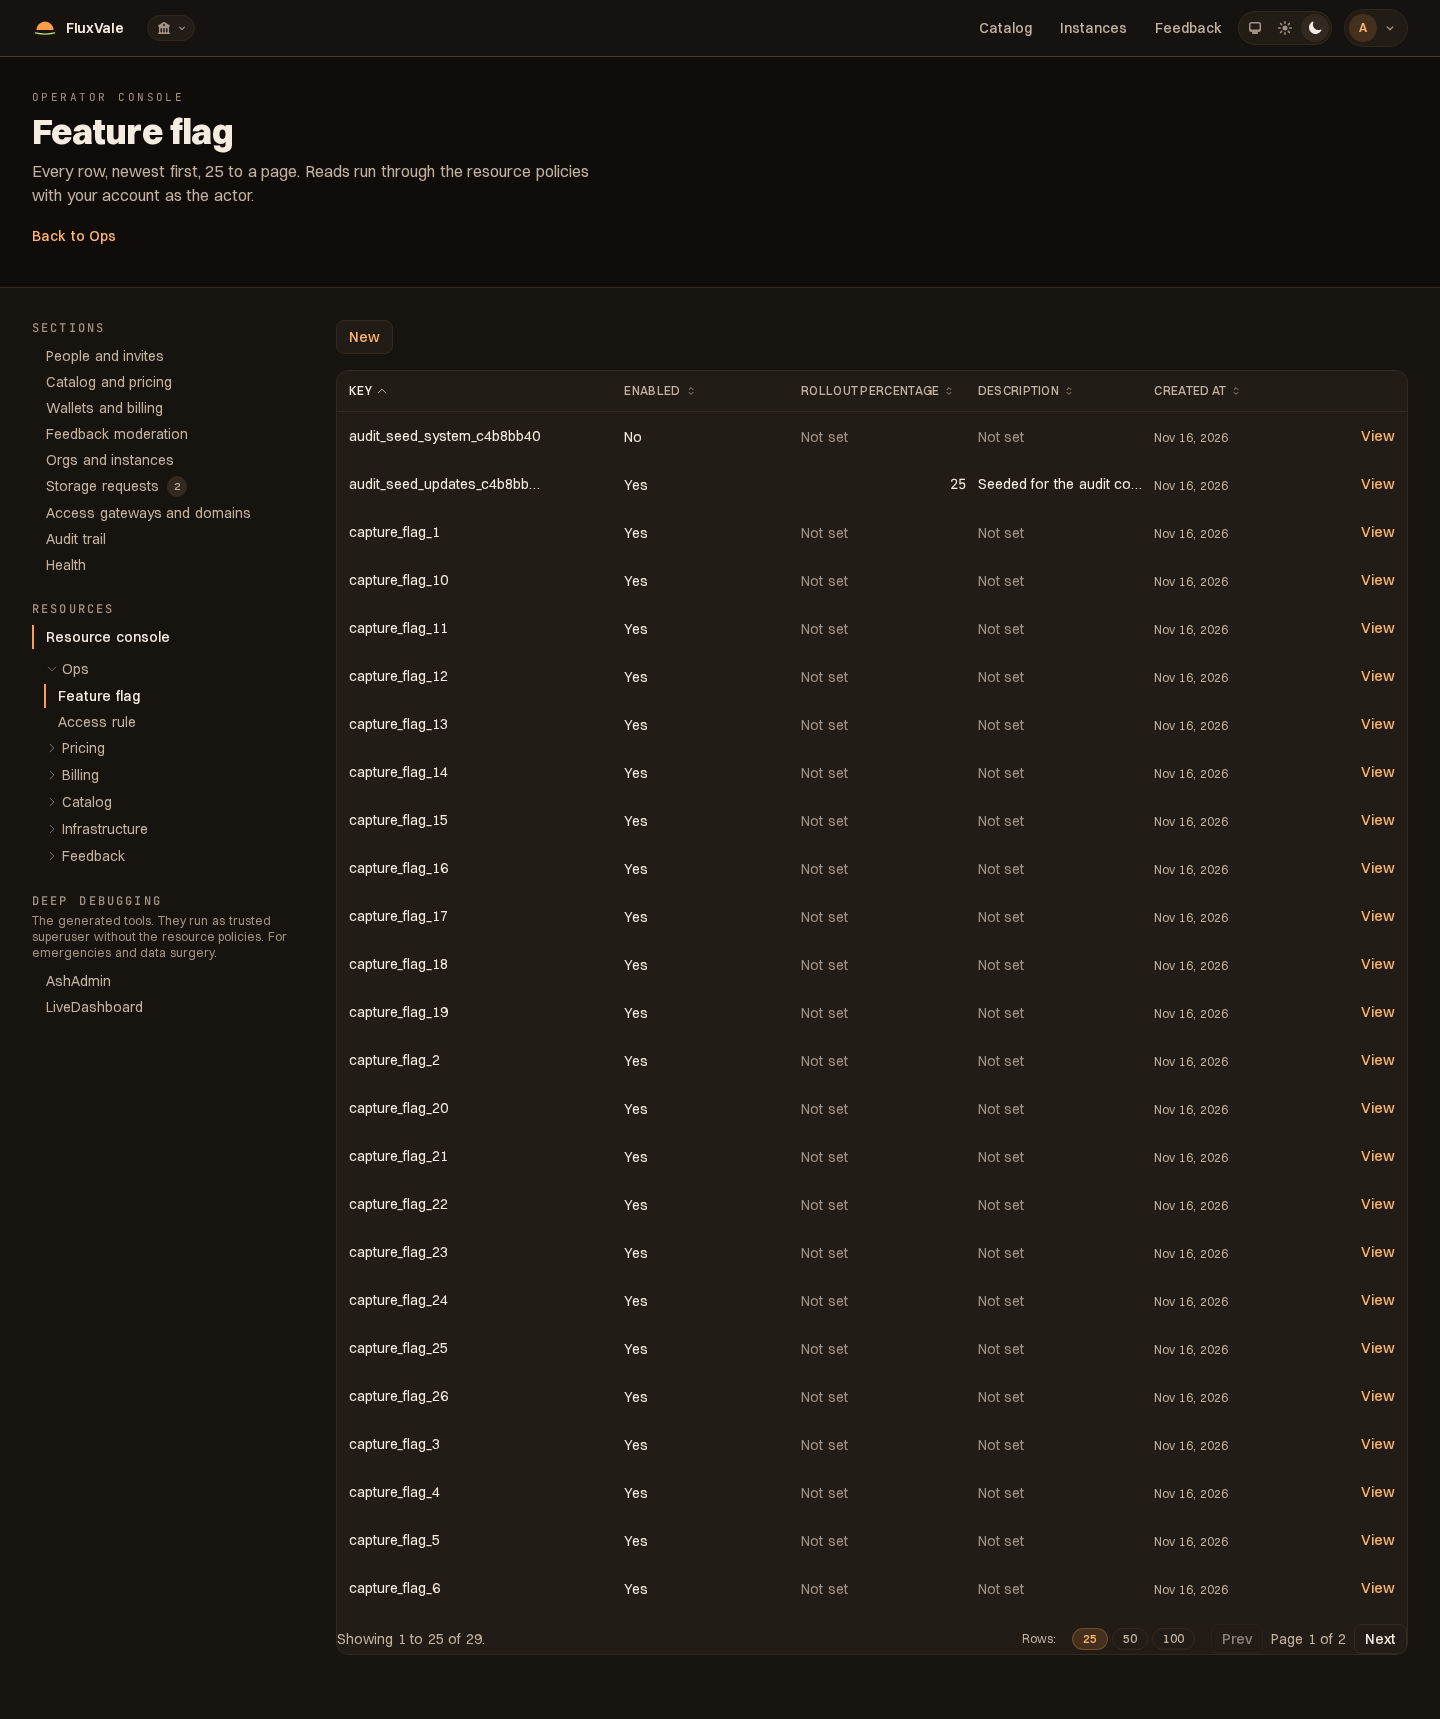 FluxVale
Catalog
Instances
Feedback
A
OPERATOR CONSOLE
Feature flag
Every row, newest first, 25 to a page. Reads run through the resource policies
with your account as the actor.
Back to Ops
SECTIONS
People and invites
Catalog and pricing
Wallets and billing
Feedback moderation
Orgs and instances
Storage requests 2
Access gateways and domains
Audit trail
Health
RESOURCES
Resource console
Ops
Feature flag
Access rule
Pricing
Billing
Catalog
Infrastructure
Feedback
DEEP DEBUGGING
The generated tools. They run as trusted
superuser without the resource policies. For
emergencies and data surgery.
AshAdmin
LiveDashboard
New
KEY ENABLED ROLLOUT PERCENTAGE DESCRIPTION CREATED AT
audit_seed_system_c4b8bb40 No Not set Not set Nov 16, 2026 View
audit_seed_updates_c4b8bb… Yes 25 Seeded for the audit co… Nov 16, 2026 View
capture_flag_1 Yes Not set Not set Nov 16, 2026 View
capture_flag_10 Yes Not set Not set Nov 16, 2026 View
capture_flag_11 Yes Not set Not set Nov 16, 2026 View
capture_flag_12 Yes Not set Not set Nov 16, 2026 View
capture_flag_13 Yes Not set Not set Nov 16, 2026 View
capture_flag_14 Yes Not set Not set Nov 16, 2026 View
capture_flag_15 Yes Not set Not set Nov 16, 2026 View
capture_flag_16 Yes Not set Not set Nov 16, 2026 View
capture_flag_17 Yes Not set Not set Nov 16, 2026 View
capture_flag_18 Yes Not set Not set Nov 16, 2026 View
capture_flag_19 Yes Not set Not set Nov 16, 2026 View
capture_flag_2 Yes Not set Not set Nov 16, 2026 View
capture_flag_20 Yes Not set Not set Nov 16, 2026 View
capture_flag_21 Yes Not set Not set Nov 16, 2026 View
capture_flag_22 Yes Not set Not set Nov 16, 2026 View
capture_flag_23 Yes Not set Not set Nov 16, 2026 View
capture_flag_24 Yes Not set Not set Nov 16, 2026 View
capture_flag_25 Yes Not set Not set Nov 16, 2026 View
capture_flag_26 Yes Not set Not set Nov 16, 2026 View
capture_flag_3 Yes Not set Not set Nov 16, 2026 View
capture_flag_4 Yes Not set Not set Nov 16, 2026 View
capture_flag_5 Yes Not set Not set Nov 16, 2026 View
capture_flag_6 Yes Not set Not set Nov 16, 2026 View
Showing 1 to 25 of 29. Rows: 25 50 100 Prev Page 1 of 2 Next